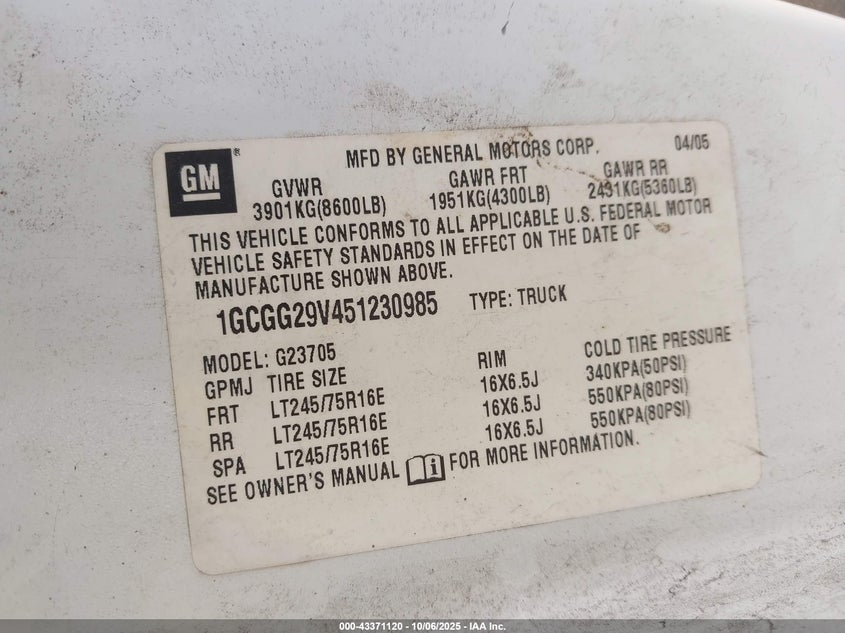 GM ® MFD BY GENERAL MOTORS CORP. 04/05
GVWR GAWR FRT GAWR RR
3901KG(8600LB) 1951KG(4300LB) 2431KG(5360LB)
THIS VEHICLE CONFORMS TO ALL APPLICABLE U.S. FEDERAL MOTOR
VEHICLE SAFETY STANDARDS IN EFFECT ON THE DATE OF
MANUFACTURE SHOWN ABOVE.
1GCGG29V451230985 TYPE: TRUCK
MODEL: G23705
GPMJ TIRE SIZE RIM COLD TIRE PRESSURE
FRT LT245/75R16E 16X6.5J 340KPA(50PSI)
RR LT245/75R16E 16X6.5J 550KPA(80PSI)
SPA LT245/75R16E 16X6.5J 550KPA(80PSI)
SEE OWNER'S MANUAL i FOR MORE INFORMATION.
000-43371120 - 10/06/2025 - IAA Inc.